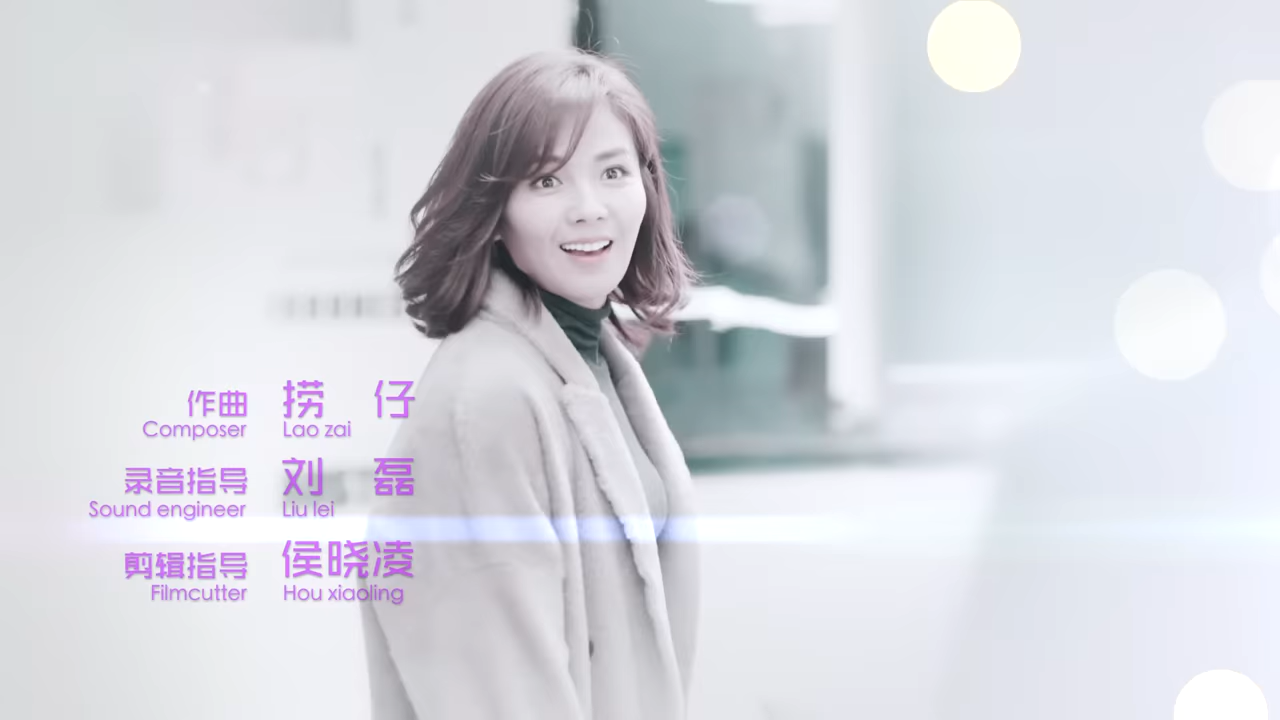 作曲 捞 仔
Composer Lao zai
录音指导 刘 磊
Sound engineer Liu lei
剪辑指导 侯晓凌
Filmcutter Hou xiaoling